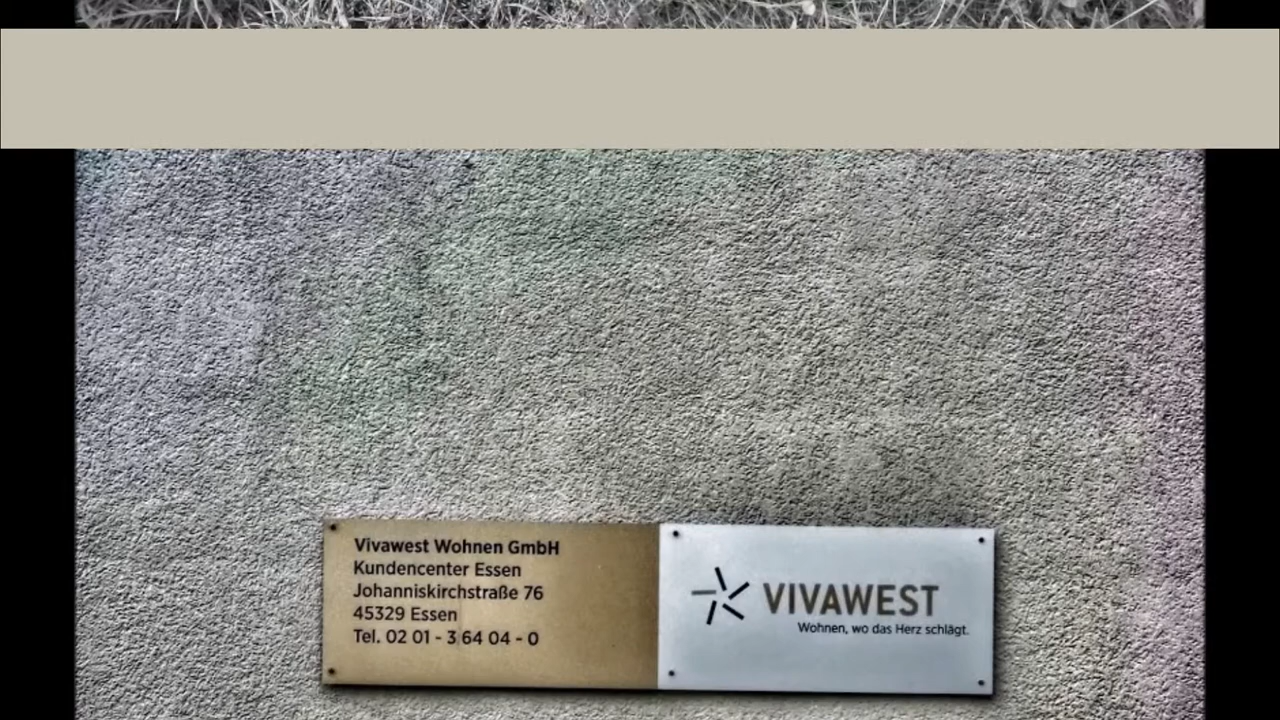 Vivawest Wohnen GmbH
Kundencenter Essen
Johanniskirchstraße 76
45329 Essen
Tel. 02 01 - 3 64 04 - 0
VIVAWEST
Wohnen, wo das Herz schlägt.